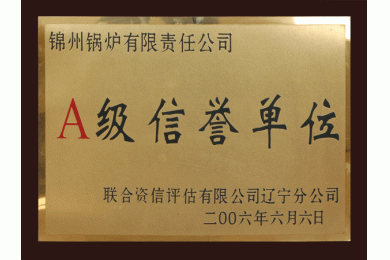 锦州锅炉有限责任公司
A级信誉单位
联合资信评估有限公司辽宁分公司
二00六年六月六日